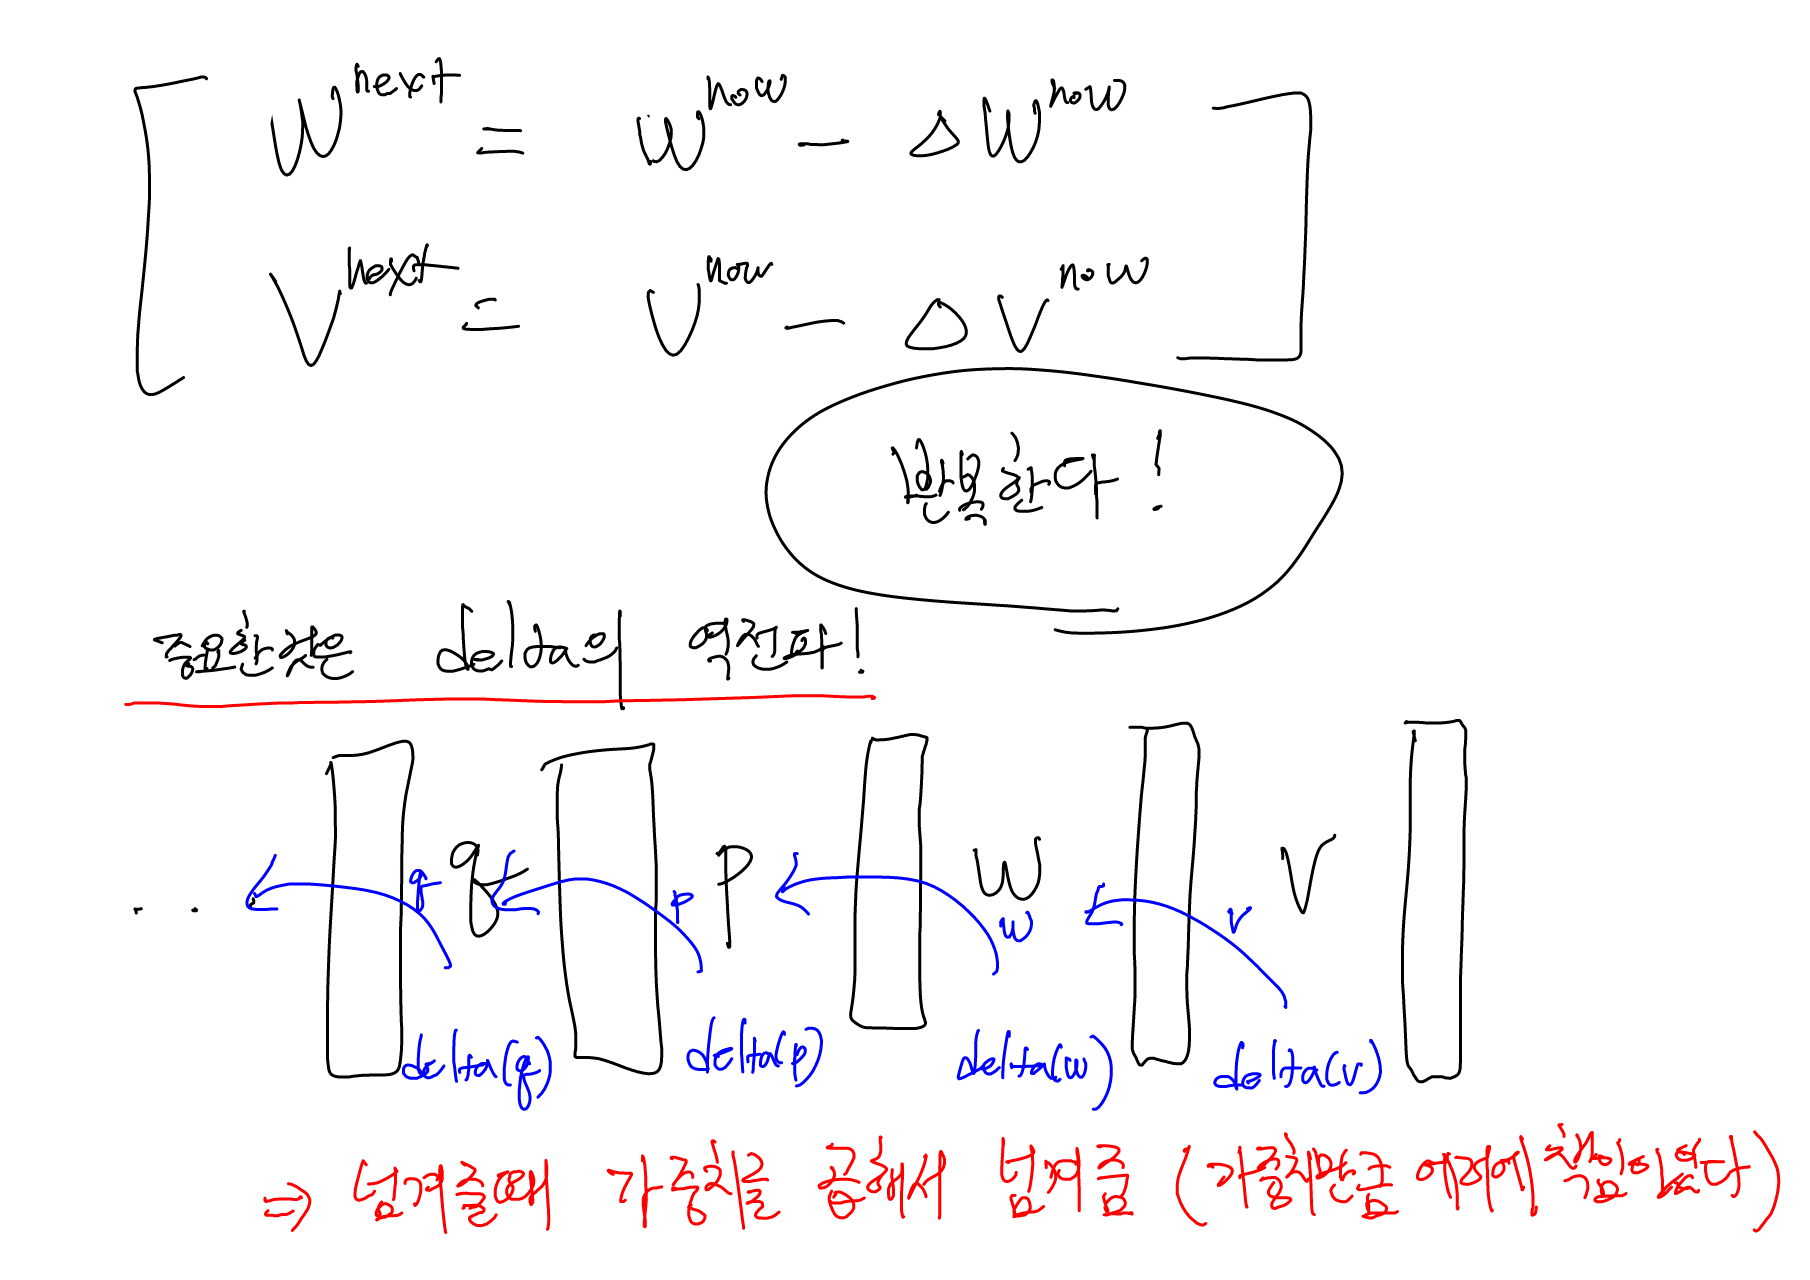 W^next = W^now - ΔW^now
V^next = V^now - ΔV^now
반복한다!
중요한것은 delta의 역전파!
.. q p w v
q p w v
delta(q) delta(p) delta(w) delta(v)
⇒ 넘겨줄때 가중치를 곱해서 넘겨줌 (가중치만큼 에러에 책임이 있다)